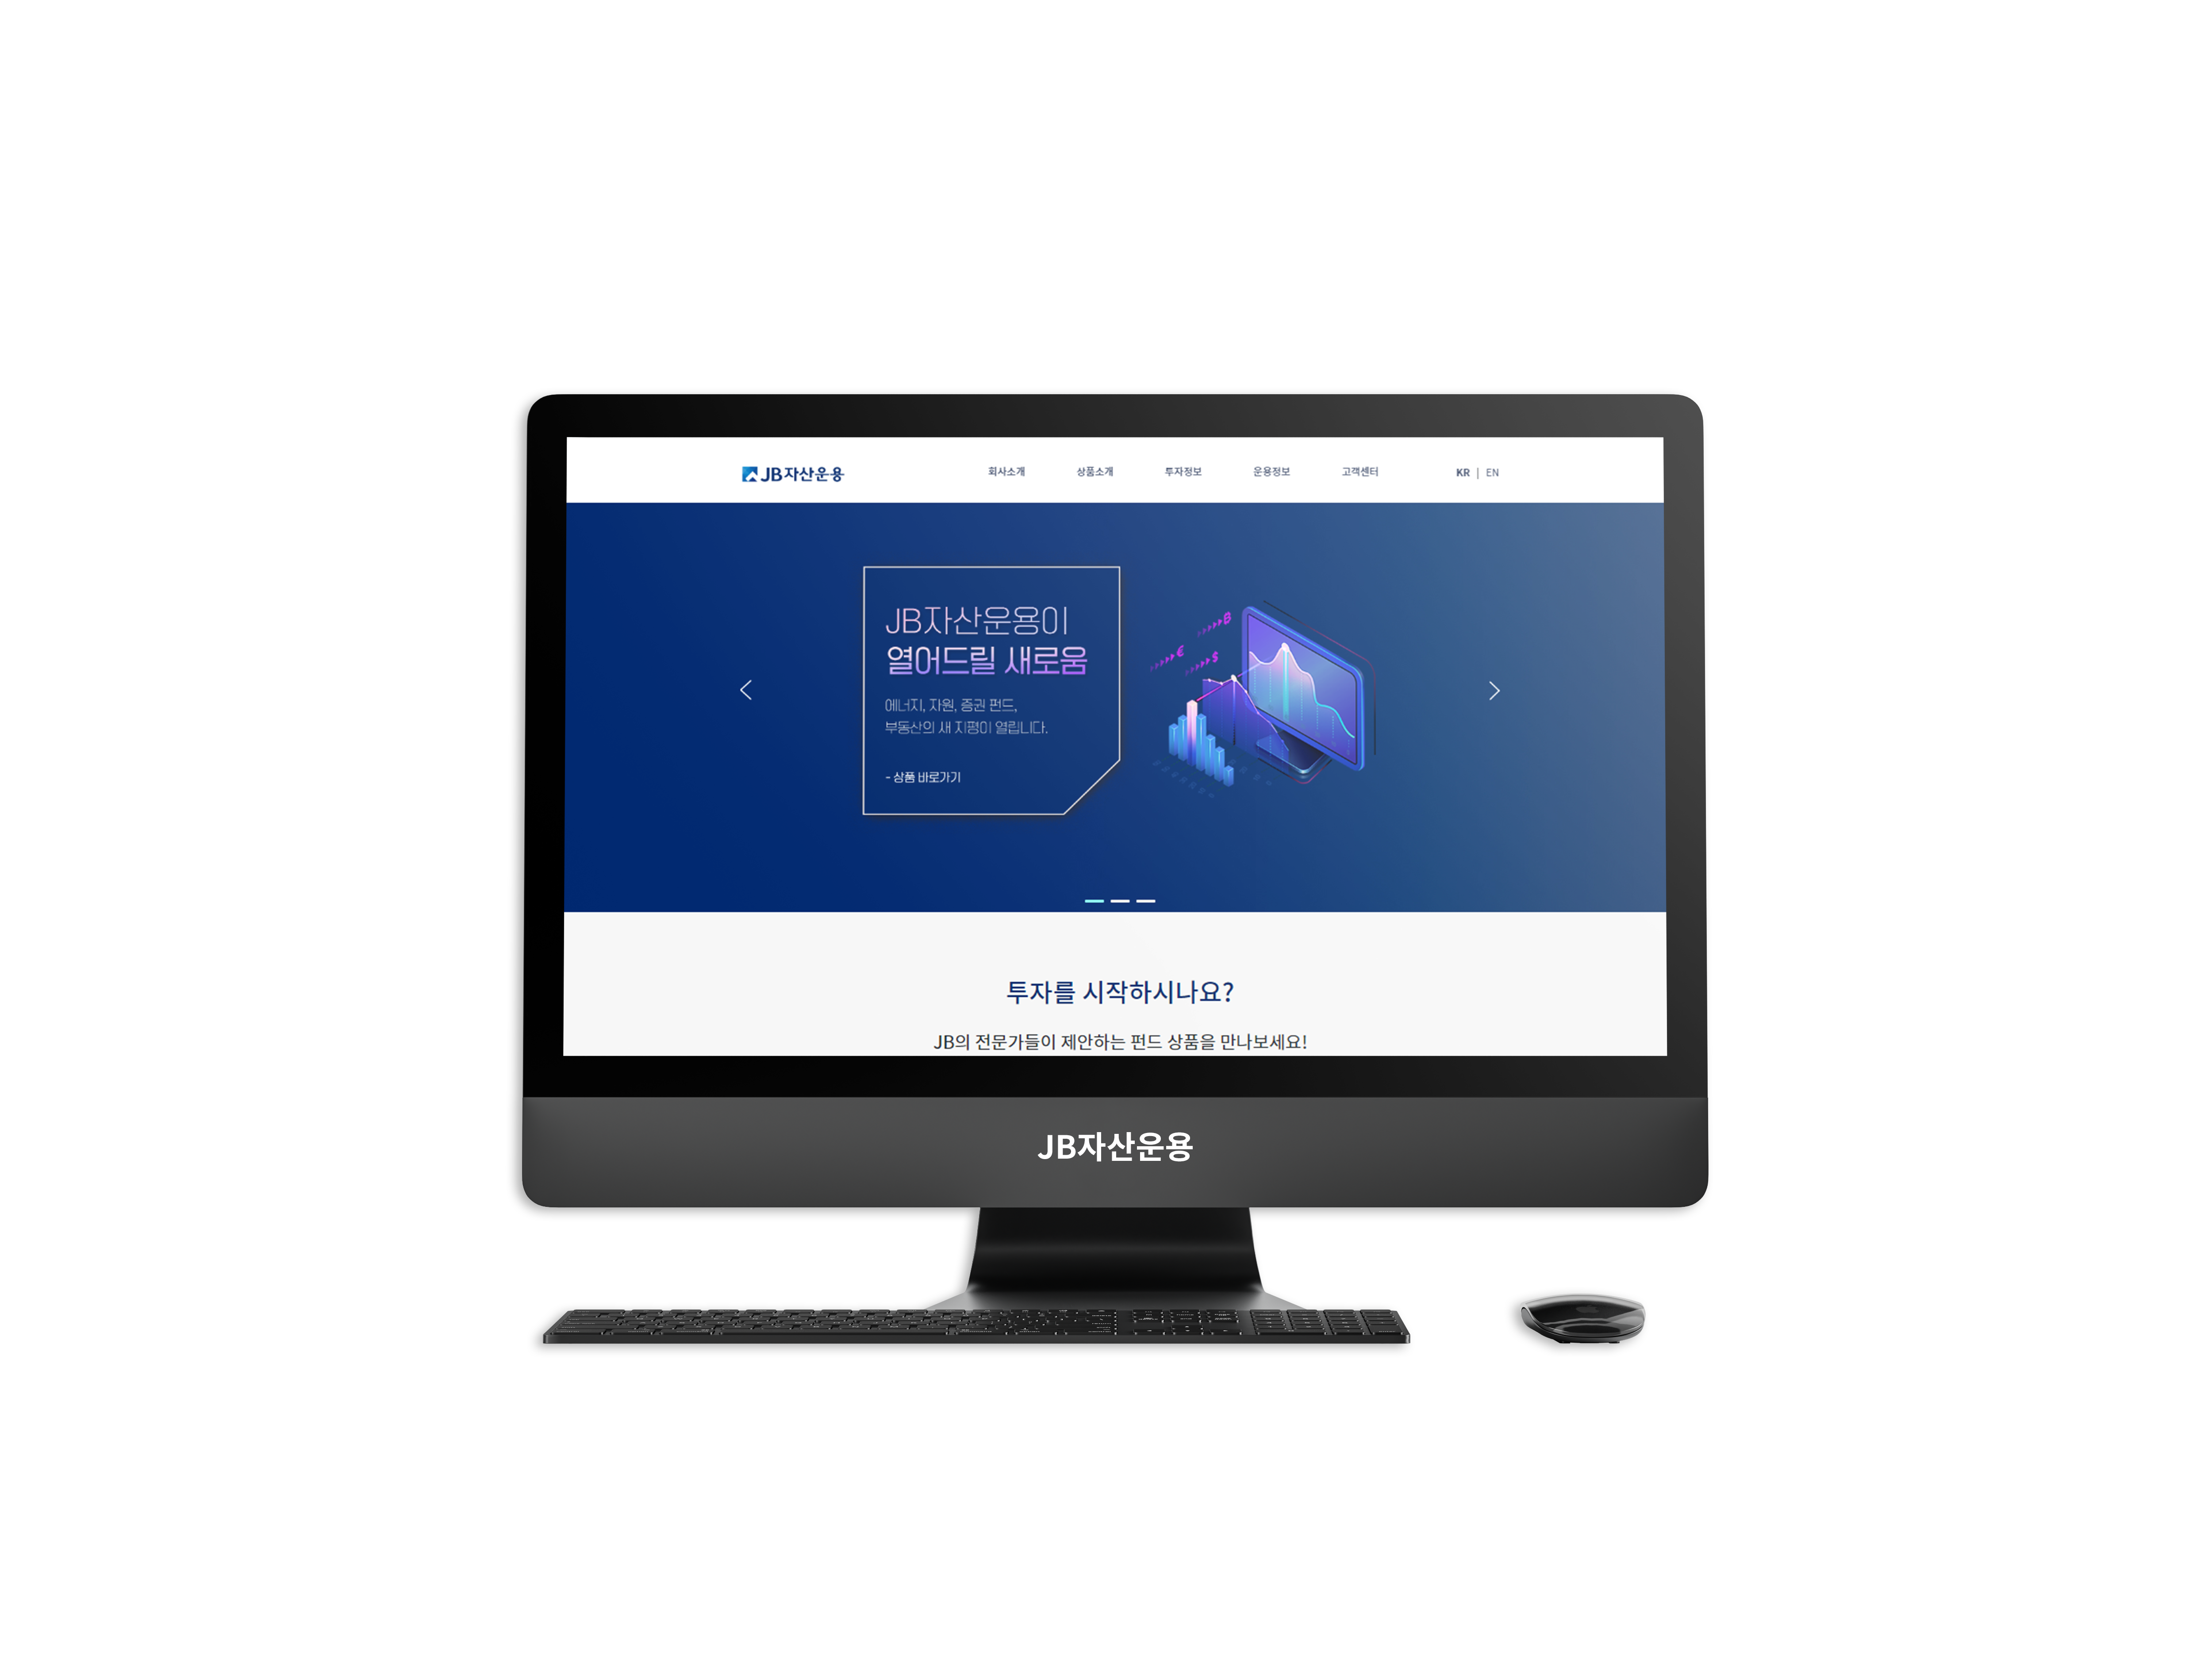 JB자산운용
회사소개
상품소개
투자정보
운용정보
고객센터
KR | EN
JB자산운용이
열어드릴 새로움
에너지, 자원, 증권 펀드,
부동산의 새 지평이 열립니다.
- 상품 바로가기
투자를 시작하시나요?
JB의 전문가들이 제안하는 펀드 상품을 만나보세요!
JB자산운용